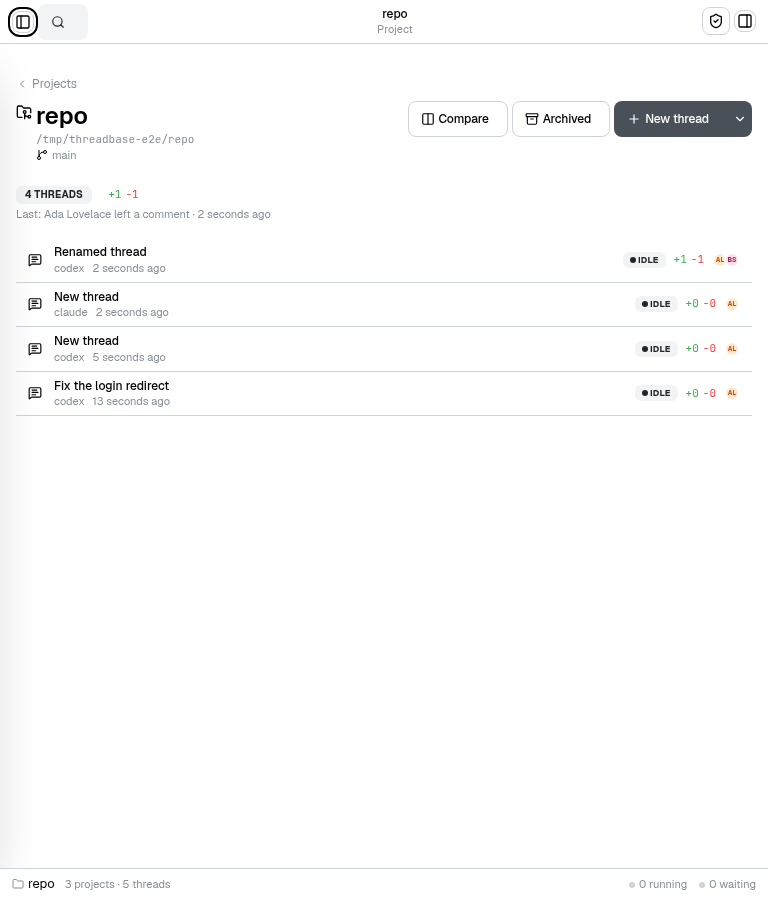 repo
Project
Projects
repo
/tmp/threadbase-e2e/repo
main
Compare
Archived
New thread
4 THREADS +1 -1
Last: Ada Lovelace left a comment · 2 seconds ago
Renamed thread
codex 2 seconds ago
IDLE +1 -1 AL BS
New thread
claude 2 seconds ago
IDLE +0 -0 AL
New thread
codex 5 seconds ago
IDLE +0 -0 AL
Fix the login redirect
codex 13 seconds ago
IDLE +0 -0 AL
repo 3 projects · 5 threads
0 running 0 waiting